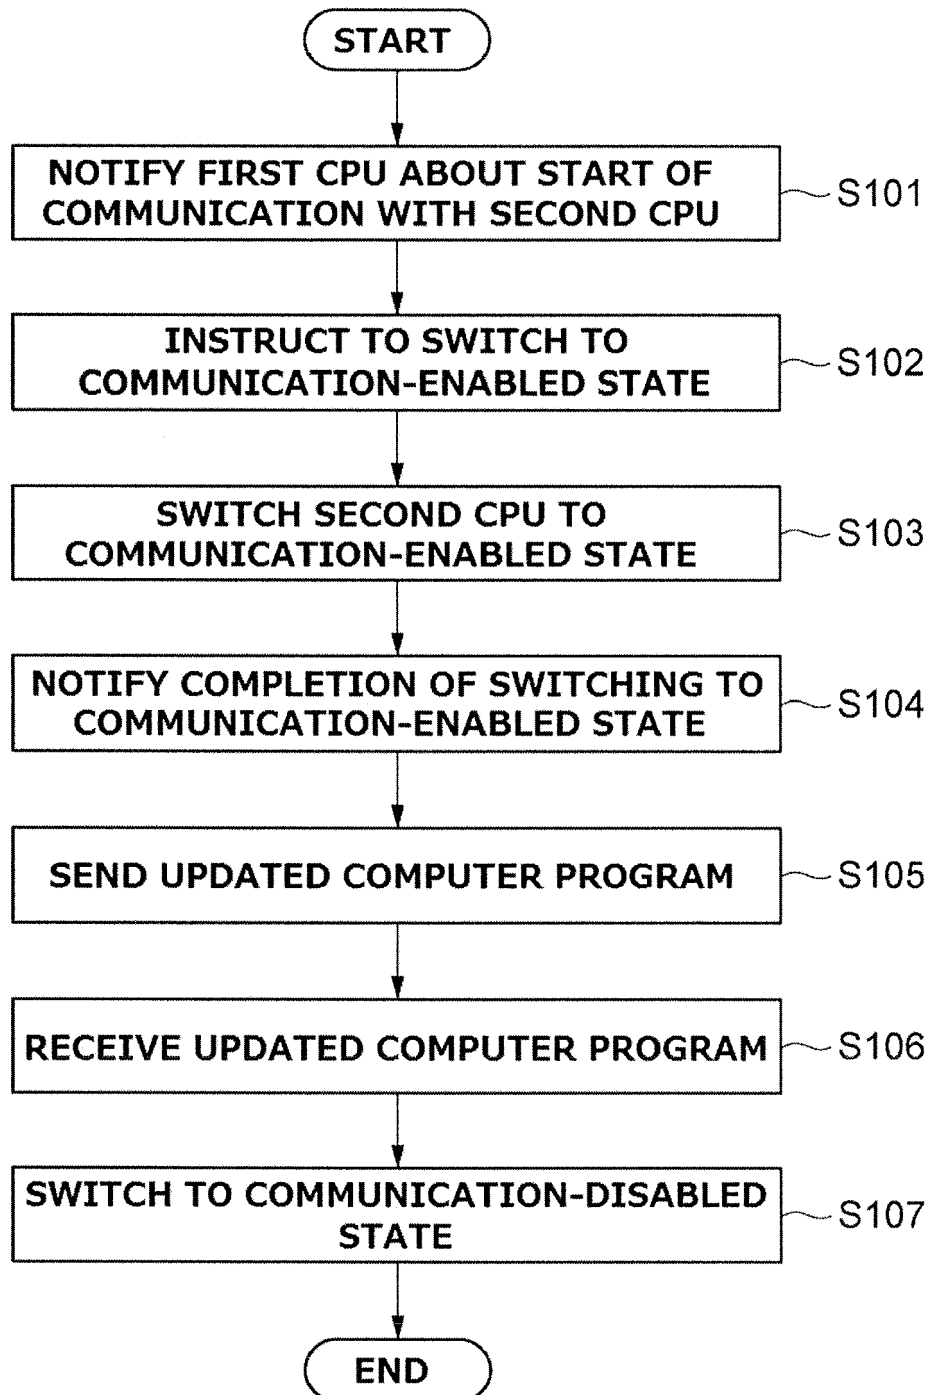 START
NOTIFY FIRST CPU ABOUT START OF
COMMUNICATION WITH SECOND CPU
S101
INSTRUCT TO SWITCH TO
COMMUNICATION-ENABLED STATE
S102
SWITCH SECOND CPU TO
COMMUNICATION-ENABLED STATE
S103
NOTIFY COMPLETION OF SWITCHING TO
COMMUNICATION-ENABLED STATE
S104
SEND UPDATED COMPUTER PROGRAM
S105
RECEIVE UPDATED COMPUTER PROGRAM
S106
SWITCH TO COMMUNICATION-DISABLED
STATE
S107
END